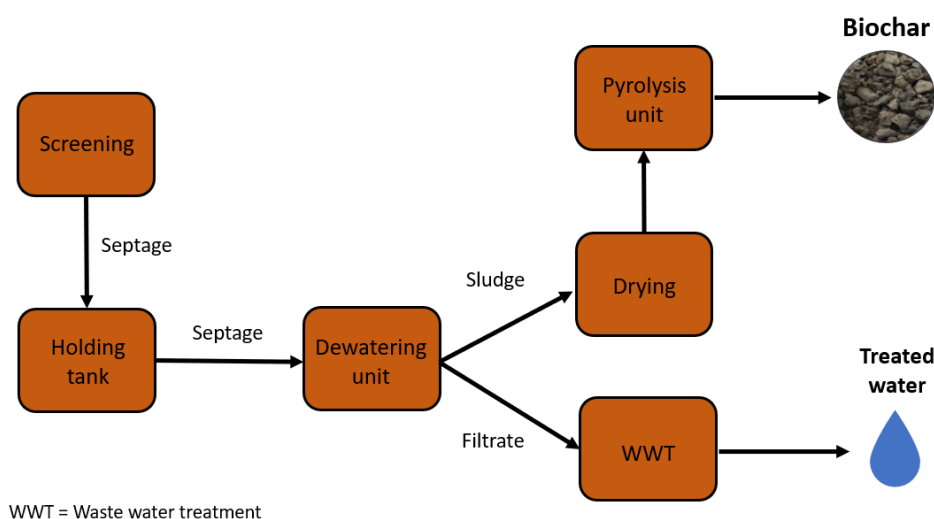 Biochar
Pyrolysis
unit
Screening
Septage
Sludge
Drying
Holding
tank
Septage
Dewatering
unit
Filtrate
WWT
Treated
water
WWT = Waste water treatment